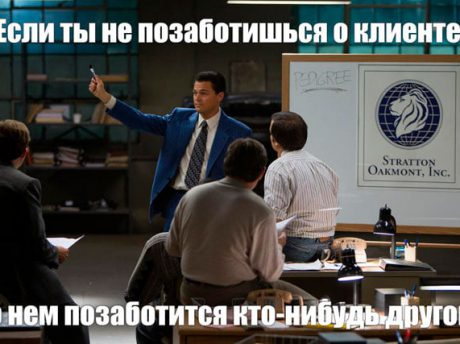 Если ты не позаботишься о клиенте
PEDIGREE
STRATTON
OAKMONT, INC.
о нем позаботится кто-нибудь другой